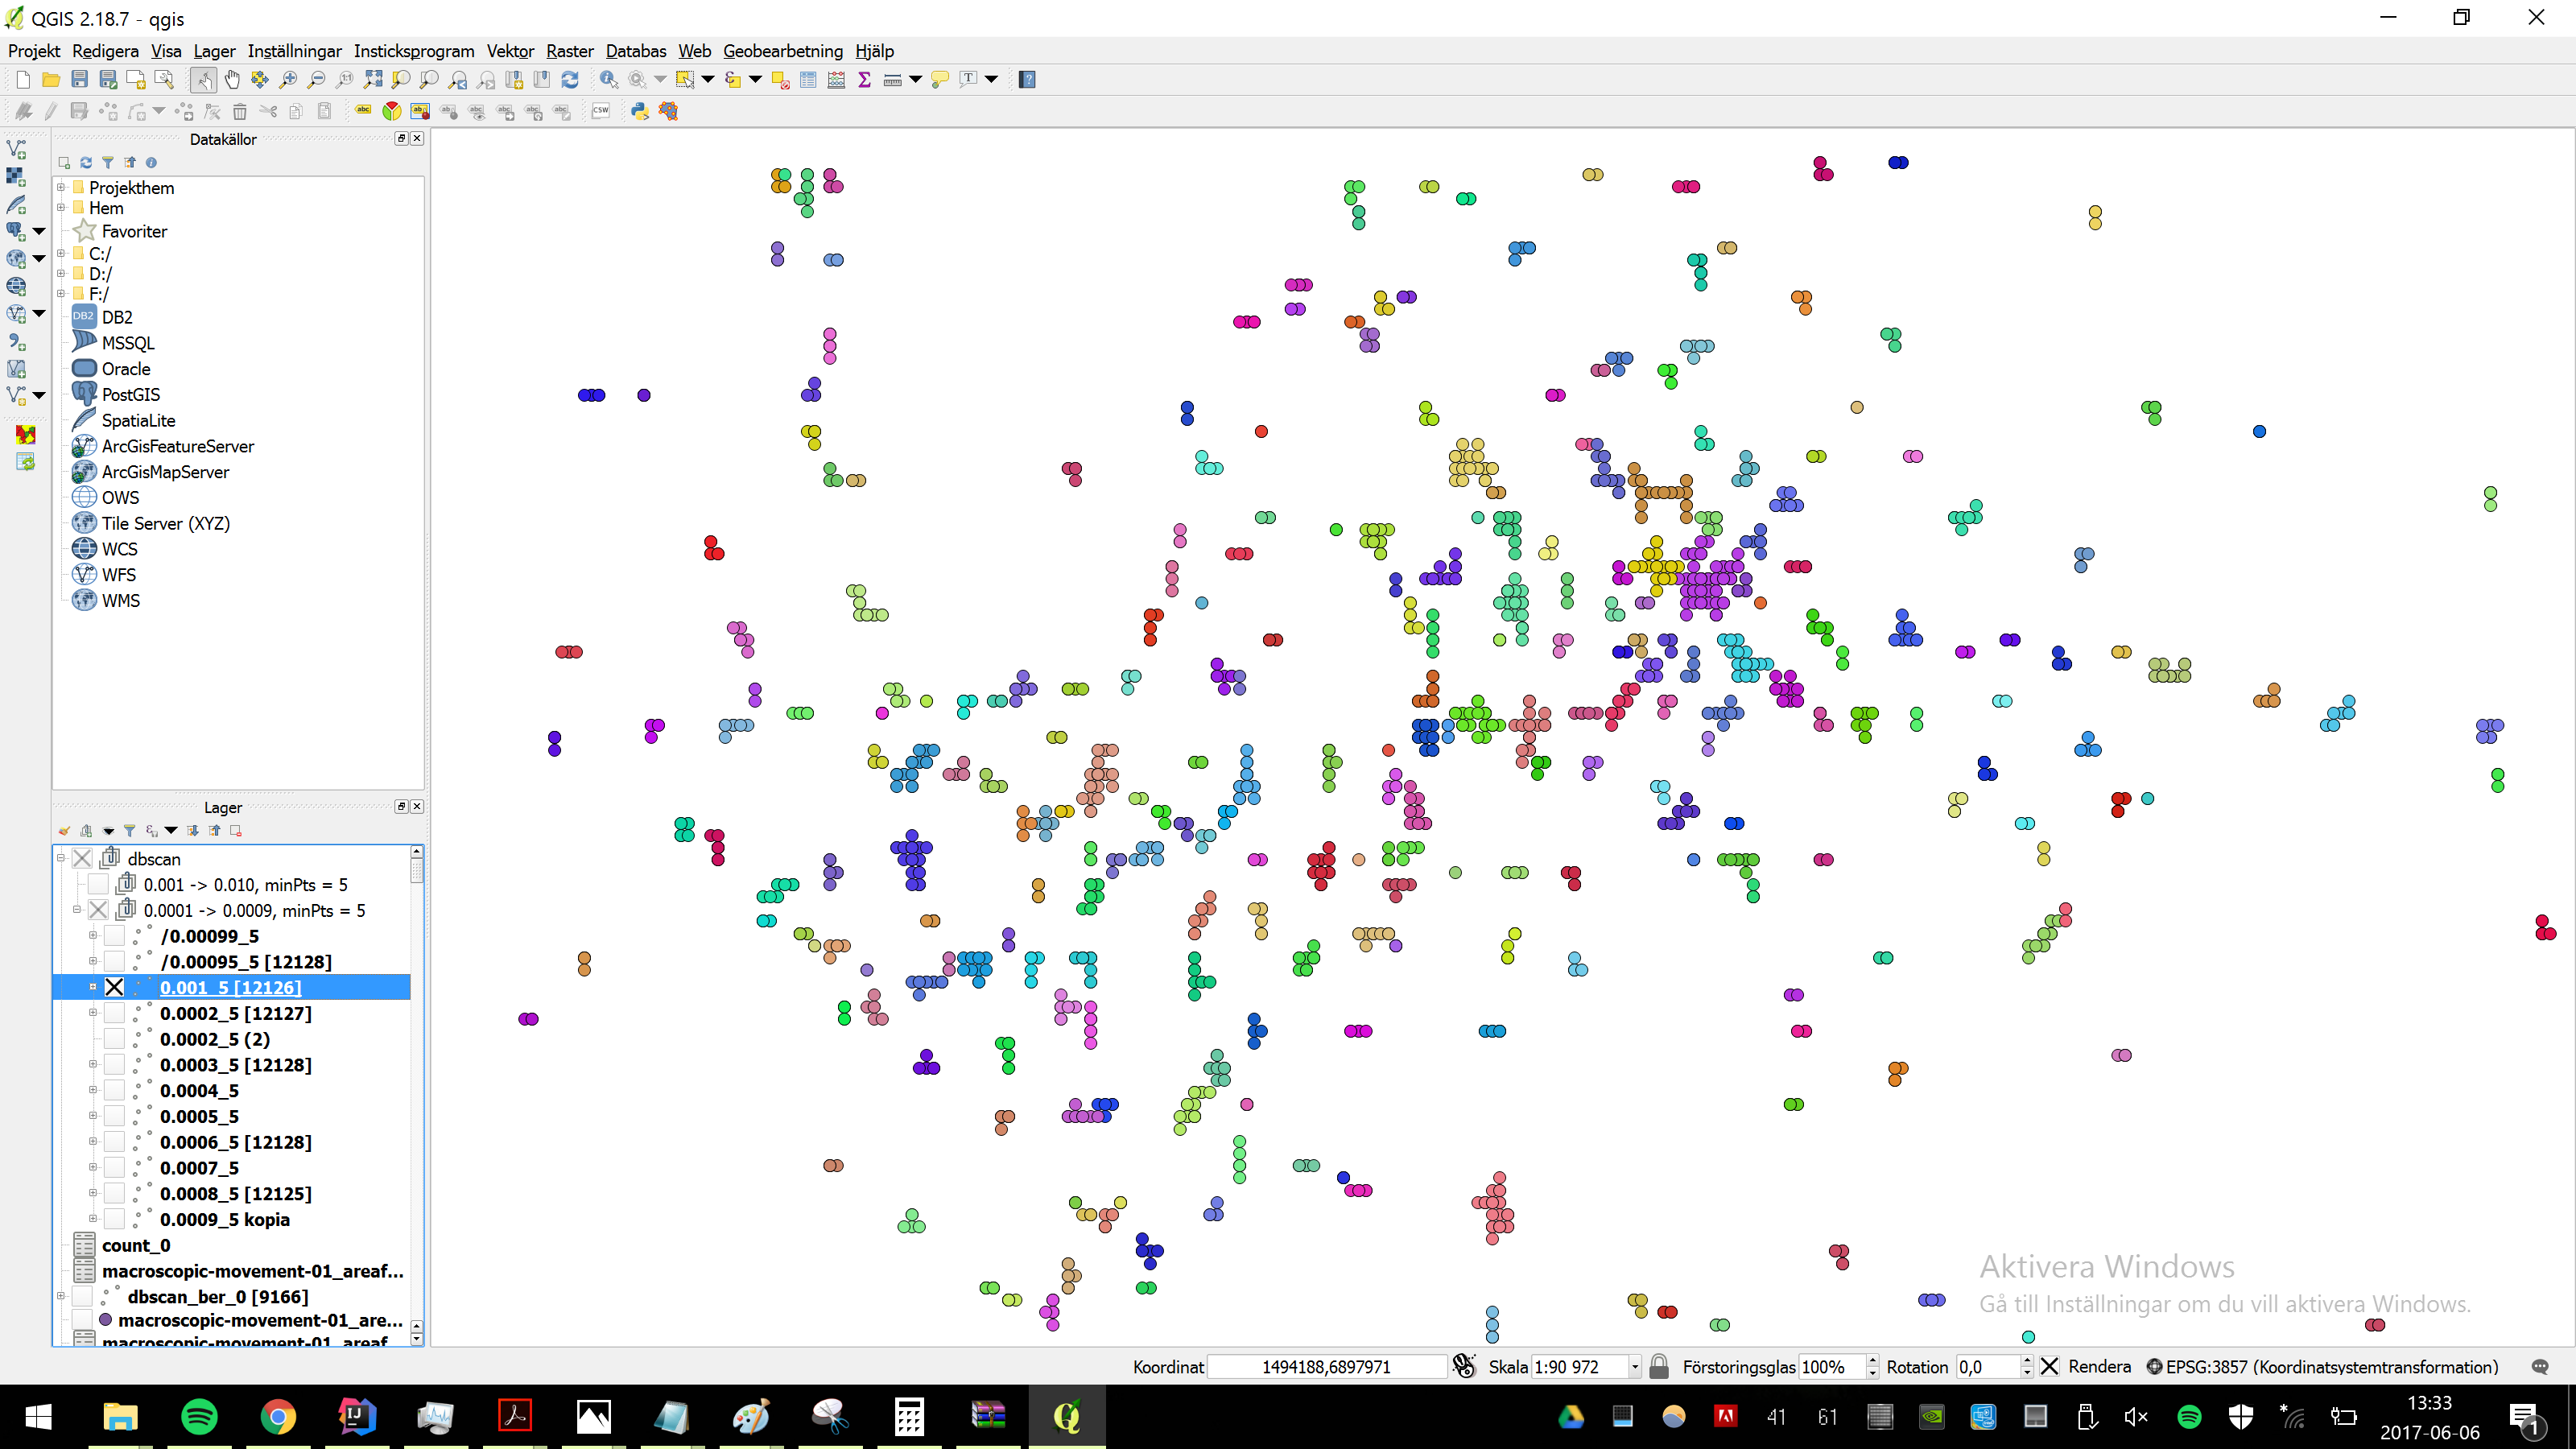 QGIS 2.18.7 - qgis
Projekt Redigera Visa Lager Inställningar Insticksprogram Vektor Raster Databas Web Geobearbetning Hjälp
Datakällor
Projekthem
Hem
Favoriter
C:/
D:/
F:/
DB2 DB2
MSSQL
Oracle
PostGIS
SpatiaLite
ArcGisFeatureServer
ArcGisMapServer
OWS
Tile Server (XYZ)
WCS
WFS
WMS
Lager
dbscan
0.001 -> 0.010, minPts = 5
0.0001 -> 0.0009, minPts = 5
/0.00099_5
/0.00095_5 [12128]
0.001_5 [12126]
0.0002_5 [12127]
0.0002_5 (2)
0.0003_5 [12128]
0.0004_5
0.0005_5
0.0006_5 [12128]
0.0007_5
0.0008_5 [12125]
0.0009_5 kopia
count_0
macroscopic-movement-01_areaf...
dbscan_ber_0 [9166]
macroscopic-movement-01_are...
macroscopic-movement-01_areaf
Aktivera Windows
Gå till Inställningar om du vill aktivera Windows.
Koordinat 1494188,6897971 Skala 1:90 972 Förstoringsglas 100% Rotation 0,0 Rendera EPSG:3857 (Koordinatsystemtransformation)
41 61 13:33
2017-06-06
1